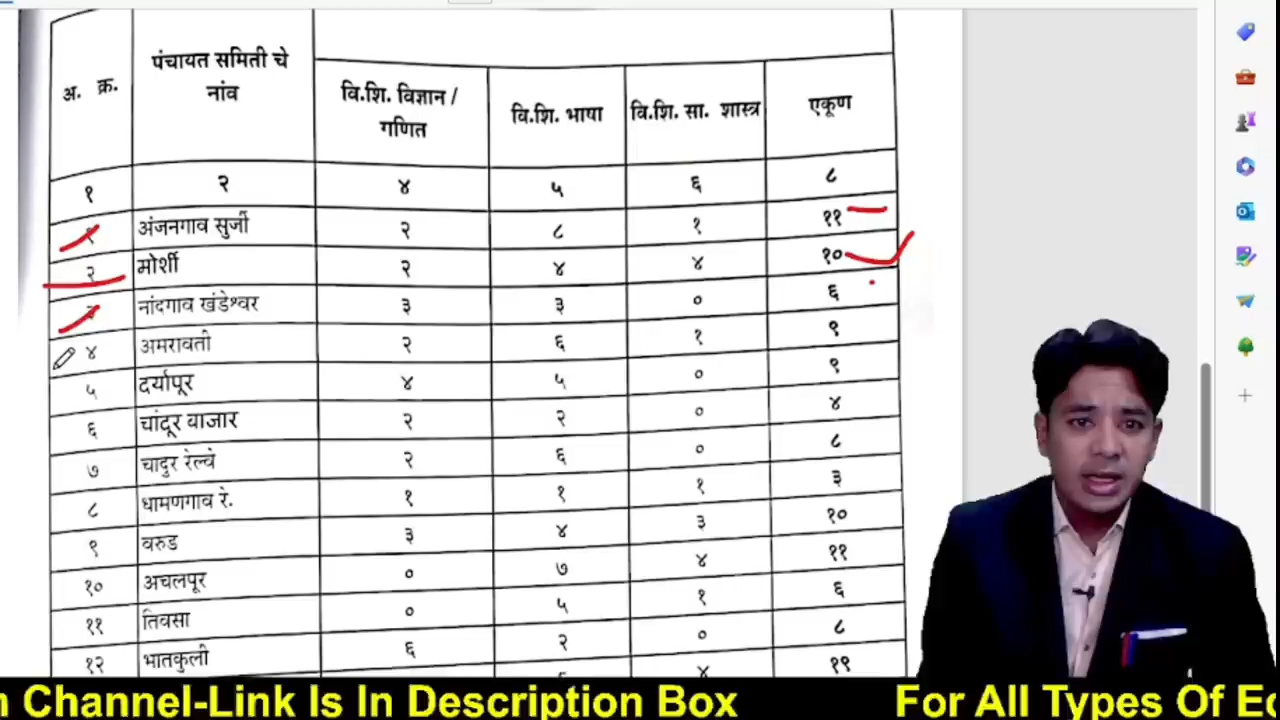 अ. क्र. पंचायत समिती चे नांव वि.शि. विज्ञान / गणित वि.शि. भाषा वि.शि. सा. शास्त्र एकूण
१ २ ४ ५ ६ ८
१ अंजनगाव सुर्जी २ ८ १ ११
२ मोर्शी २ ४ ४ १०
नांदगाव खंडेश्वर ३ ३ ० ६
४ अमरावती २ ६ १ ९
५ दर्यापूर ४ ५ ० ९
६ चांदूर बाजार २ २ ० ४
७ चादुर रेल्वे २ ६ ० ८
८ धामणगाव रे. १ १ १ ३
९ वरुड ३ ४ ३ १०
१० अचलपूर ० ७ ४ ११
११ तिवसा ० ५ १ ६
१२ भातकुली ६ २ ० ८
४ १९
Channel-Link Is In Description Box For All Types Of